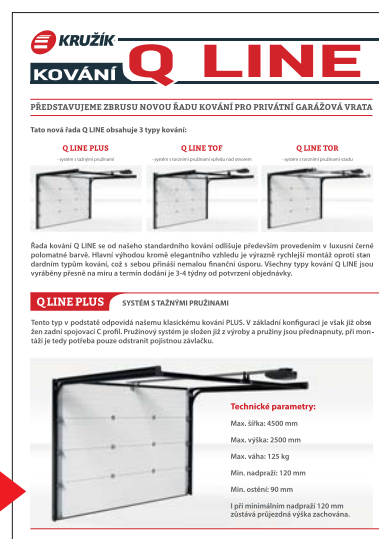 KRUŽÍK
KOVÁNÍ
Q LINE
PŘEDSTAVUJEME ZBRUSU NOVOU ŘADU KOVÁNÍ PRO PRIVÁTNÍ GARÁŽOVÁ VRATA
Tato nová řada Q LINE obsahuje 3 typy kování:
Q LINE PLUS
- systém s tažnými pružinami
Q LINE TOF
- systém s torzními pružinami vpředu nad otvorem
Q LINE TOR
- systém s torzními pružinami vzadu
Řada kování Q LINE se od našeho standardního kování odlišuje především provedením v luxusní černé
polomatné barvě. Hlavní výhodou kromě elegantního vzhledu je výrazně rychlejší montáž oproti stan
dardním typům kování, což s sebou přináší nemalou finanční úsporu. Všechny typy kování Q LINE jsou
vyráběny přesně na míru a termín dodání je 3-4 týdny od potvrzení objednávky.
Q LINE PLUS
SYSTÉM S TAŽNÝMI PRUŽINAMI
Tento typ v podstatě odpovídá našemu klasickému kování PLUS. V základní konfiguraci je však již obsa
žen zadní spojovací C profil. Pružinový systém je složen již z výroby a pružiny jsou přednapnuty, při mon-
táži je tedy potřeba pouze odstranit pojistnou závlačku.
Technické parametry:
Max. šířka: 4500 mm
Max. výška: 2500 mm
Max. váha: 125 kg
Min. nadpraží: 120 mm
Min. ostění: 90 mm
I při minimálním nadpraží 120 mm
zůstává průjezdná výška zachována.